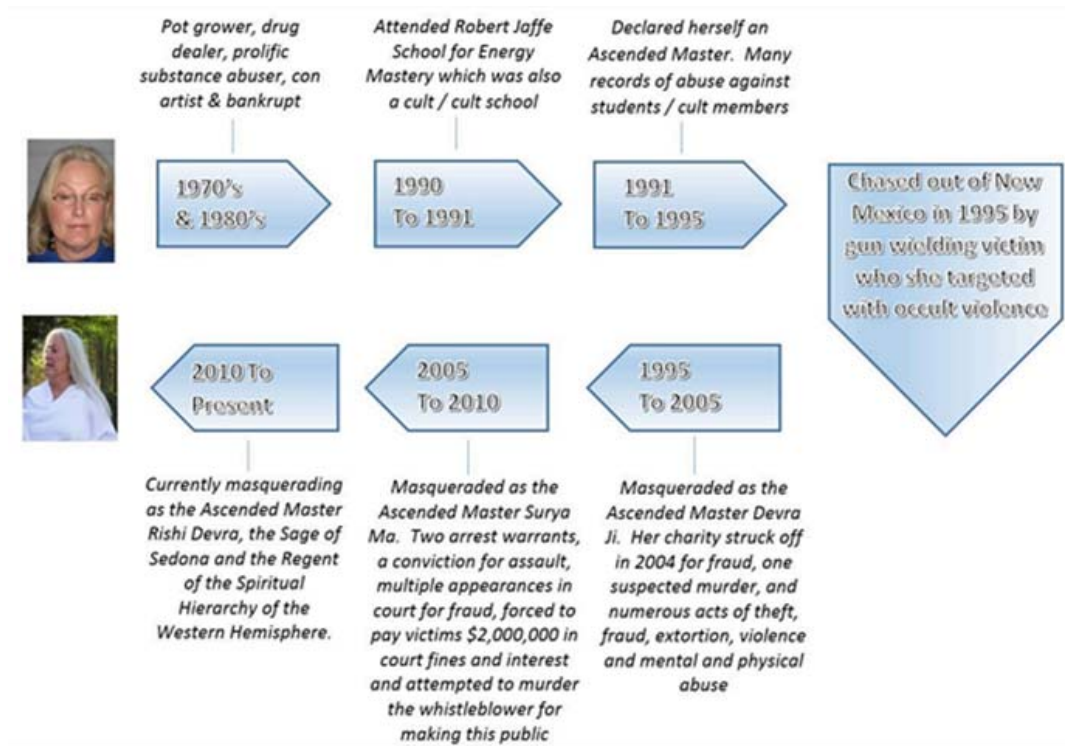 Pot grower, drug
dealer, prolific
substance abuser, con
artist & bankrupt
Attended Robert Jaffe
School for Energy
Mastery which was also
a cult / cult school
Declared herself an
Ascended Master.  Many
records of abuse against
students / cult members
1970's
& 1980's
1990
To 1991
1991
To 1995
Chased out of New
Mexico in 1995 by
gun wielding victim
who she targeted
with occult violence
2010 To
Present
2005
To 2010
1995
To 2005
Currently masquerading
as the Ascended Master
Rishi Devra, the Sage of
Sedona and the Regent
of the Spiritual
Hierarchy of the
Western Hemisphere.
Masqueraded as the
Ascended Master Surya
Ma.  Two arrest warrants,
a conviction for assault,
multiple appearances in
court for fraud, forced to
pay victims $2,000,000 in
court fines and interest
and attempted to murder
the whistleblower for
making this public
Masqueraded as the
Ascended Master Devra
Ji.  Her charity struck off
in 2004 for fraud, one
suspected murder, and
numerous acts of theft,
fraud, extortion, violence
and mental and physical
abuse